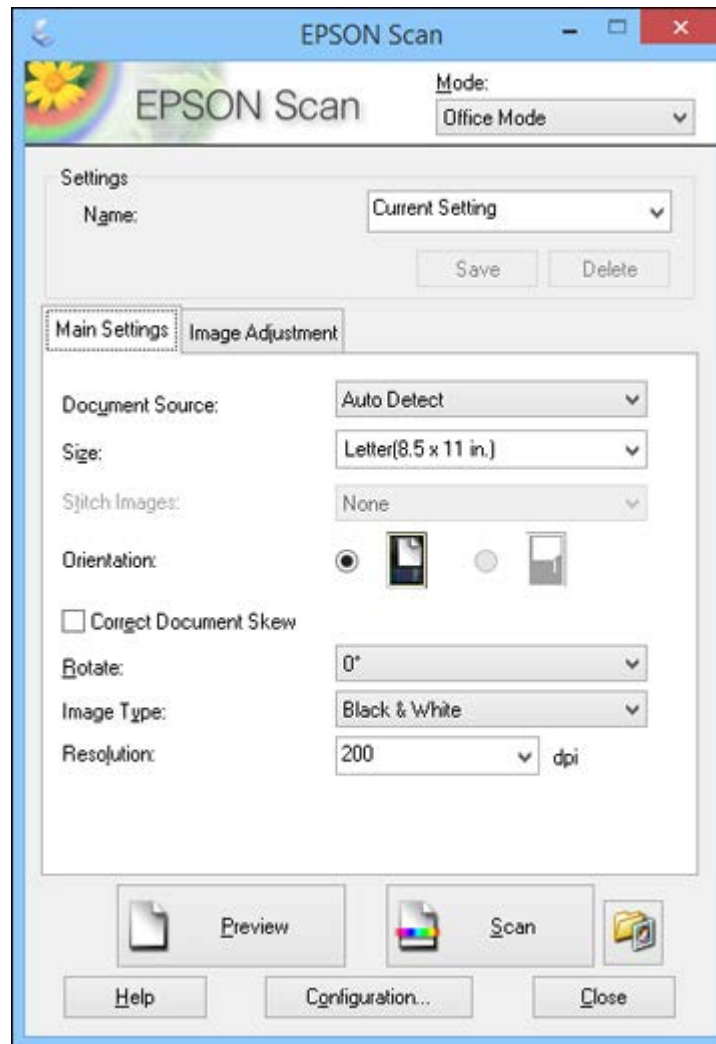 EPSON Scan
EPSON Scan
Mode:
Office Mode
Settings
Name: Current Setting
Save Delete
Main Settings Image Adjustment
Document Source: Auto Detect
Size: Letter(8.5 x 11 in.)
Stitch Images: None
Orientation:
Correct Document Skew
Rotate: 0°
Image Type: Black & White
Resolution: 200 dpi
Preview Scan
Help Configuration... Close